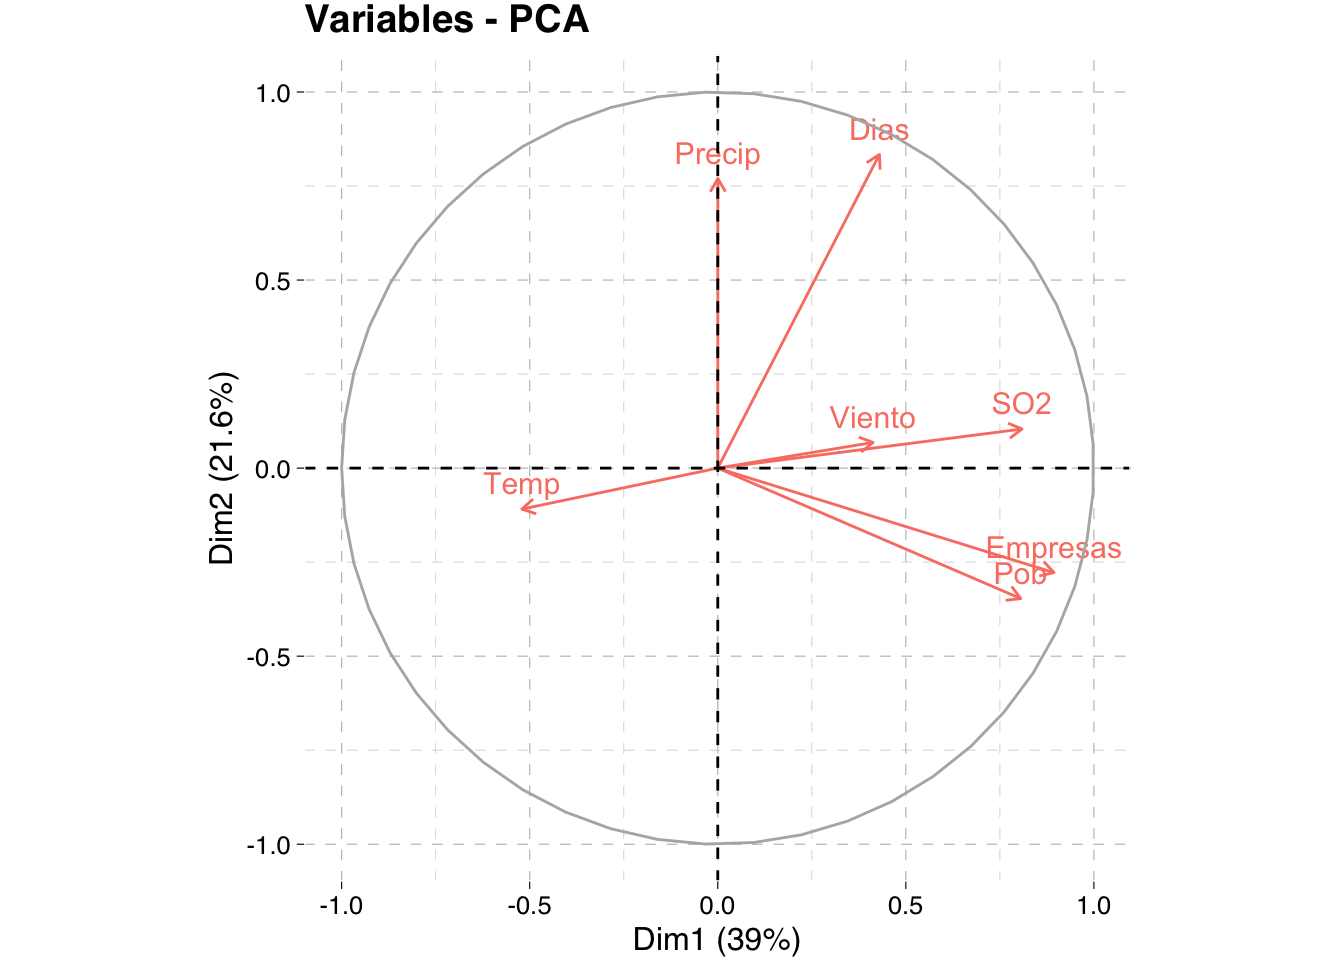 Variables - PCA
1.0
Dias
Precip
0.5
SO2
Viento
0.0
Temp
Empresas
Pob
-0.5
-1.0
-1.0 -0.5 0.0 0.5 1.0
Dim1 (39%)
Dim2 (21.6%)